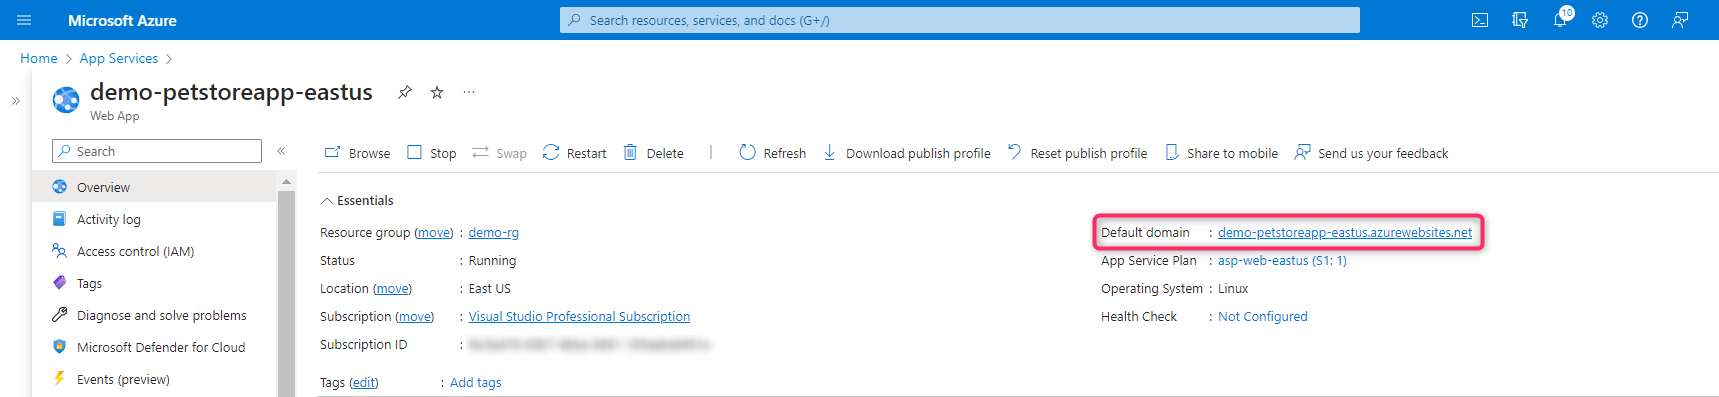 Microsoft Azure
Search resources, services, and docs (G+/)
10
Home > App Services >
demo-petstoreapp-eastus
Web App
Search
Browse Stop Swap Restart Delete Refresh Download publish profile Reset publish profile Share to mobile Send us your feedback
Overview
Activity log
Access control (IAM)
Tags
Diagnose and solve problems
Microsoft Defender for Cloud
Events (preview)
Essentials
Resource group (move) : demo-rg
Status : Running
Location (move) : East US
Subscription (move) : Visual Studio Professional Subscription
Subscription ID :
Tags (edit) : Add tags
Default domain : demo-petstoreapp-eastus.azurewebsites.net
App Service Plan : asp-web-eastus (S1: 1)
Operating System : Linux
Health Check : Not Configured